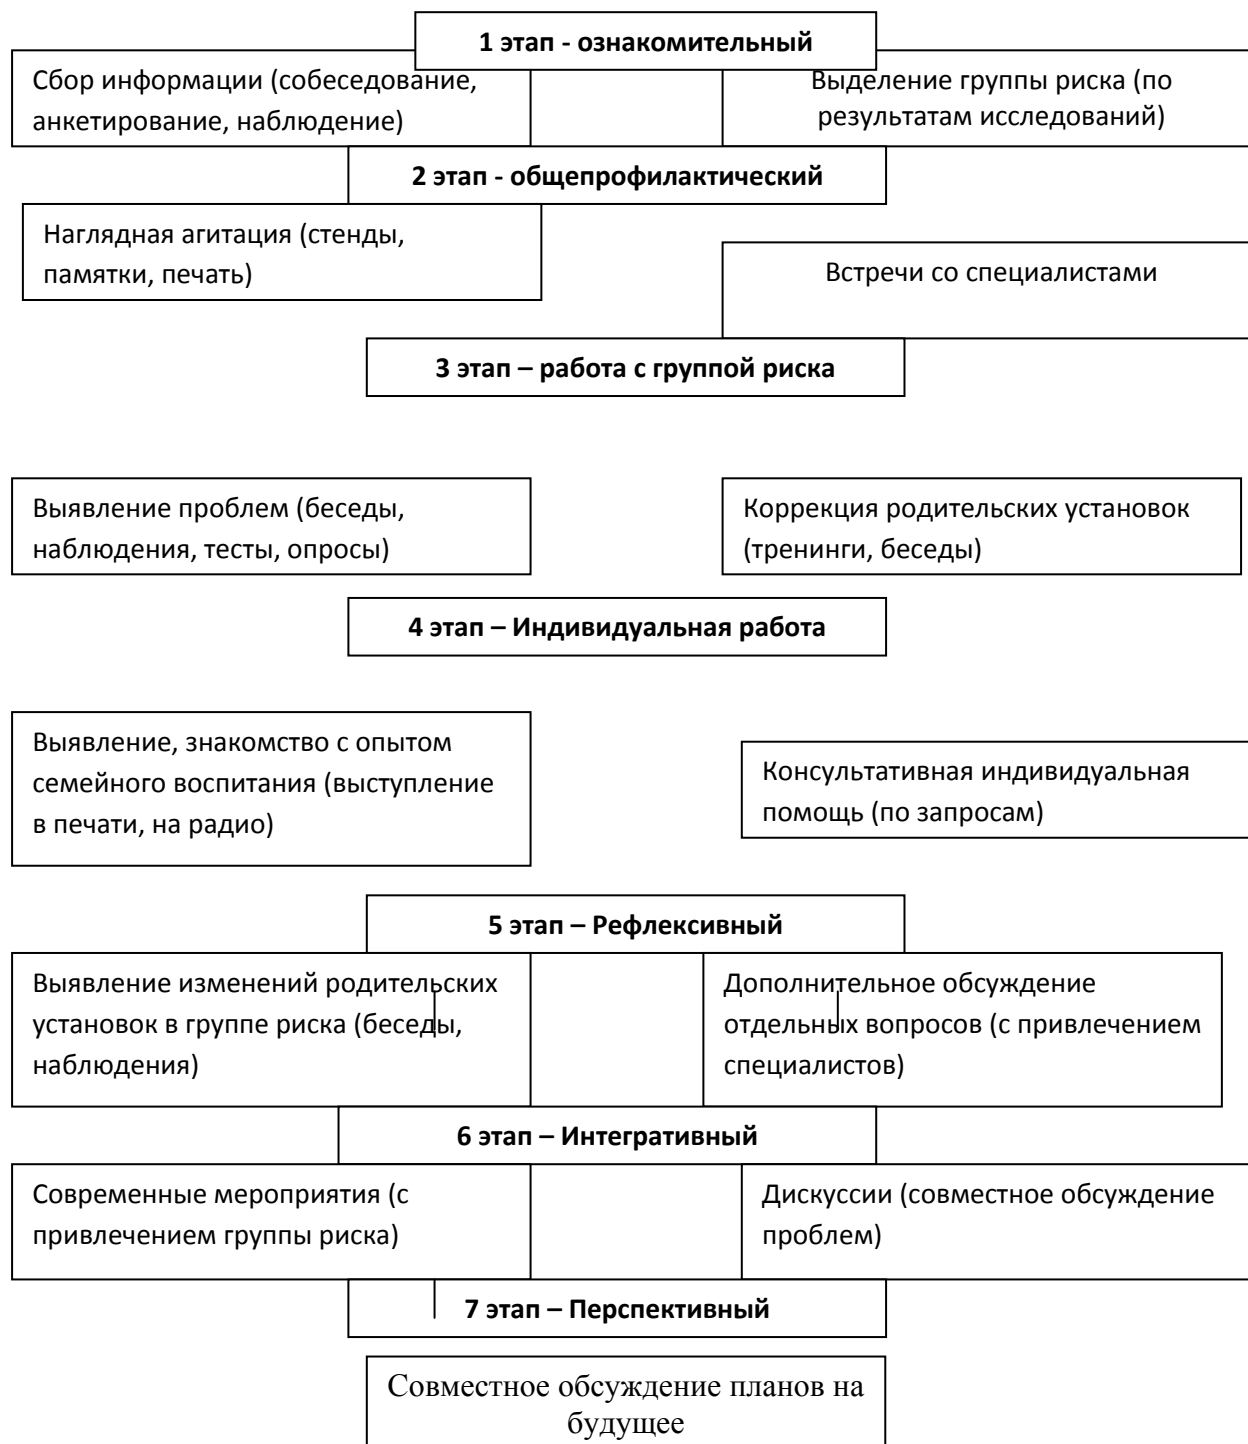 1 этап - ознакомительный
Сбор информации (собеседование,
анкетирование, наблюдение)
Выделение группы риска (по
результатам исследований)
2 этап - общепрофилактический
Наглядная агитация (стенды,
памятки, печать)
Встречи со специалистами
3 этап – работа с группой риска
Выявление проблем (беседы,
наблюдения, тесты, опросы)
Коррекция родительских установок
(тренинги, беседы)
4 этап – Индивидуальная работа
Выявление, знакомство с опытом
семейного воспитания (выступление
в печати, на радио)
Консультативная индивидуальная
помощь (по запросам)
5 этап – Рефлексивный
Выявление изменений родительских
установок в группе риска (беседы,
наблюдения)
Дополнительное обсуждение
отдельных вопросов (с привлечением
специалистов)
6 этап – Интегративный
Современные мероприятия (с
привлечением группы риска)
Дискуссии (совместное обсуждение
проблем)
7 этап – Перспективный
Совместное обсуждение планов на
будущее